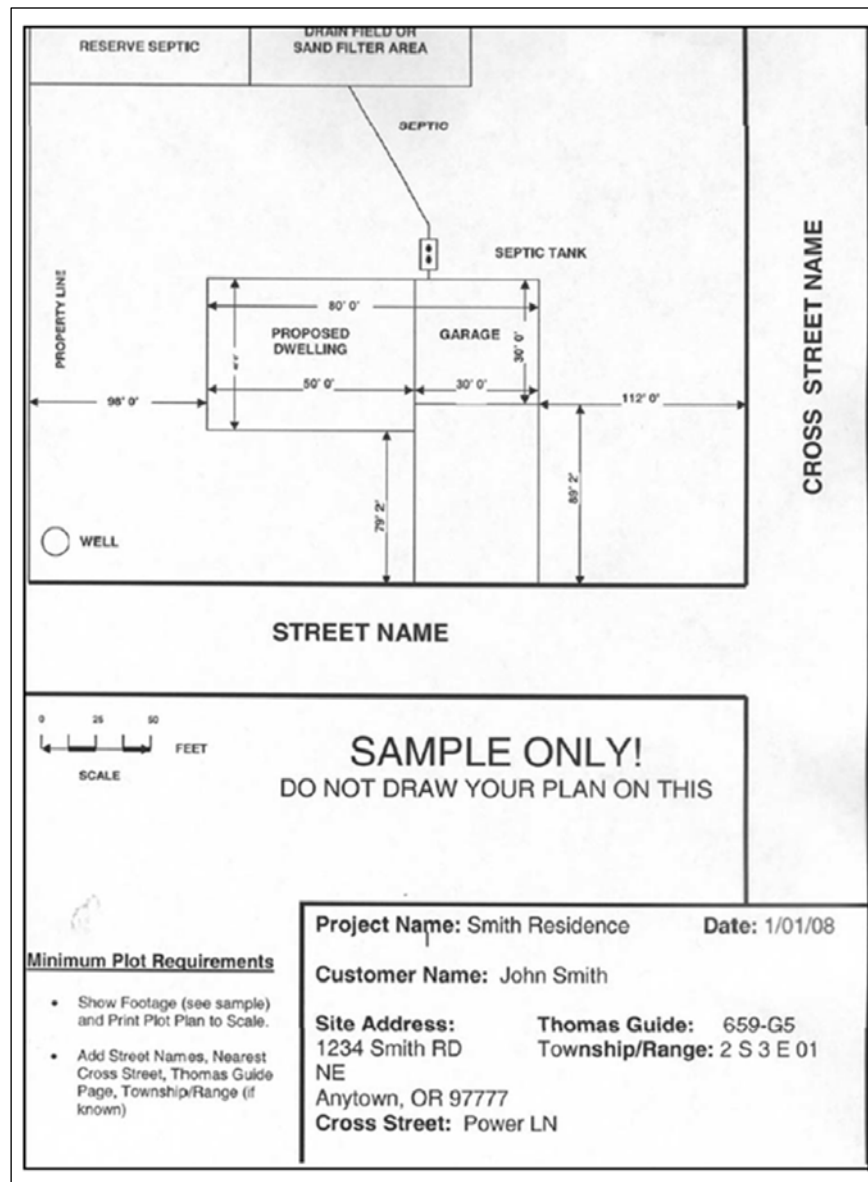 RESERVE SEPTIC
DRAIN FIELD OR
SAND FILTER AREA
SEPTIC
SEPTIC TANK
PROPERTY LINE
CROSS STREET NAME
80' 0'
PROPOSED
DWELLING
GARAGE
30' 0'
50' 0'
30' 0'
98' 0'
112' 0'
79' 2'
89' 2'
WELL
STREET NAME
0 25 50
FEET
SCALE
SAMPLE ONLY!
DO NOT DRAW YOUR PLAN ON THIS
Minimum Plot Requirements
• Show Footage (see sample)
and Print Plot Plan to Scale.
• Add Street Names, Nearest
Cross Street, Thomas Guide
Page, Township/Range (if
known)
Project Name: Smith Residence Date: 1/01/08
Customer Name: John Smith
Site Address: Thomas Guide: 659-G5
1234 Smith RD Township/Range: 2 S 3 E 01
NE
Anytown, OR 97777
Cross Street: Power LN